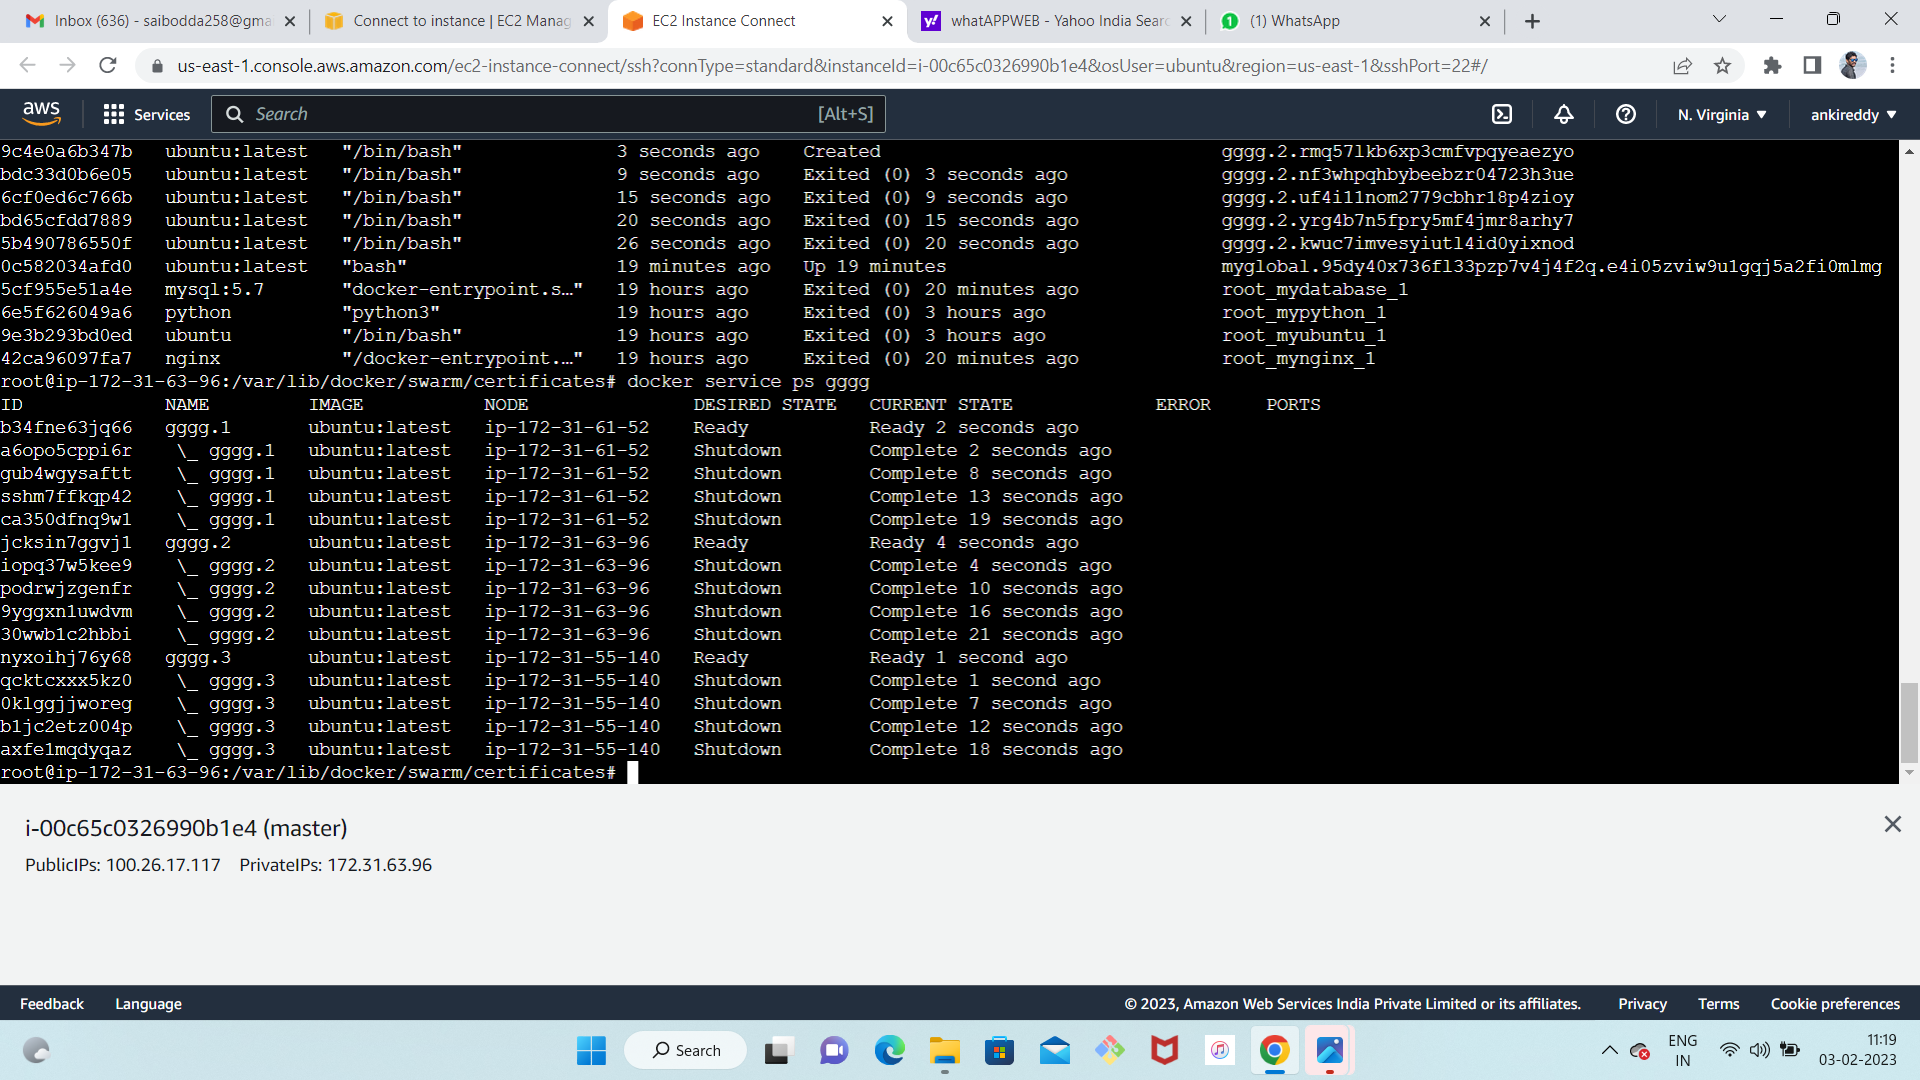 Inbox (636) - saibodda258@gma
Connect to instance | EC2 Manag
EC2 Instance Connect
whatAPPWEB - Yahoo India Searc
(1) WhatsApp
us-east-1.console.aws.amazon.com/ec2-instance-connect/ssh?connType=standard&instanceId=i-00c65c0326990b1e4&osUser=ubuntu&region=us-east-1&sshPort=22#/
aws Services Search [Alt+S] N. Virginia ankireddy
9c4e0a6b347b ubuntu:latest "/bin/bash" 3 seconds ago Created gggg.2.rmq57lkb6xp3cmfvpqyeaezyo
bdc33d0b6e05 ubuntu:latest "/bin/bash" 9 seconds ago Exited (0) 3 seconds ago gggg.2.nf3whpqhbybeebzr04723h3ue
6cf0ed6c766b ubuntu:latest "/bin/bash" 15 seconds ago Exited (0) 9 seconds ago gggg.2.uf4i11nom2779cbhr18p4zioy
bd65cfdd7889 ubuntu:latest "/bin/bash" 20 seconds ago Exited (0) 15 seconds ago gggg.2.yrg4b7n5fpry5mf4jmr8arhy7
5b490786550f ubuntu:latest "/bin/bash" 26 seconds ago Exited (0) 20 seconds ago gggg.2.kwuc7imvesyiutl4id0yixnod
0c582034afd0 ubuntu:latest "bash" 19 minutes ago Up 19 minutes myglobal.95dy40x736fl33pzp7v4j4f2q.e4i05zviw9u1gqj5a2fi0mlmg
5cf955e51a4e mysql:5.7 "docker-entrypoint.s…" 19 hours ago Exited (0) 20 minutes ago root_mydatabase_1
6e5f626049a6 python "python3" 19 hours ago Exited (0) 3 hours ago root_mypython_1
9e3b293bd0ed ubuntu "/bin/bash" 19 hours ago Exited (0) 3 hours ago root_myubuntu_1
42ca96097fa7 nginx "/docker-entrypoint.…" 19 hours ago Exited (0) 20 minutes ago root_mynginx_1
root@ip-172-31-63-96:/var/lib/docker/swarm/certificates# docker service ps gggg
ID NAME IMAGE NODE DESIRED STATE CURRENT STATE ERROR PORTS
b34fne63jq66 gggg.1 ubuntu:latest ip-172-31-61-52 Ready Ready 2 seconds ago
a6opo5cppi6r \_ gggg.1 ubuntu:latest ip-172-31-61-52 Shutdown Complete 2 seconds ago
gub4wgysaftt \_ gggg.1 ubuntu:latest ip-172-31-61-52 Shutdown Complete 8 seconds ago
sshm7ffkqp42 \_ gggg.1 ubuntu:latest ip-172-31-61-52 Shutdown Complete 13 seconds ago
ca350dfnq9w1 \_ gggg.1 ubuntu:latest ip-172-31-61-52 Shutdown Complete 19 seconds ago
jcksin7ggvj1 gggg.2 ubuntu:latest ip-172-31-63-96 Ready Ready 4 seconds ago
iopq37w5kee9 \_ gggg.2 ubuntu:latest ip-172-31-63-96 Shutdown Complete 4 seconds ago
podrwjzgenfr \_ gggg.2 ubuntu:latest ip-172-31-63-96 Shutdown Complete 10 seconds ago
9yggxn1uwdvm \_ gggg.2 ubuntu:latest ip-172-31-63-96 Shutdown Complete 16 seconds ago
30wwb1c2hbbi \_ gggg.2 ubuntu:latest ip-172-31-63-96 Shutdown Complete 21 seconds ago
nyxoihj76y68 gggg.3 ubuntu:latest ip-172-31-55-140 Ready Ready 1 second ago
qcktcxxx5kz0 \_ gggg.3 ubuntu:latest ip-172-31-55-140 Shutdown Complete 1 second ago
0klggjjworeg \_ gggg.3 ubuntu:latest ip-172-31-55-140 Shutdown Complete 7 seconds ago
b1jc2etz004p \_ gggg.3 ubuntu:latest ip-172-31-55-140 Shutdown Complete 12 seconds ago
axfe1mqdyqaz \_ gggg.3 ubuntu:latest ip-172-31-55-140 Shutdown Complete 18 seconds ago
root@ip-172-31-63-96:/var/lib/docker/swarm/certificates#
i-00c65c0326990b1e4 (master)
PublicIPs: 100.26.17.117 PrivateIPs: 172.31.63.96
Feedback Language © 2023, Amazon Web Services India Private Limited or its affiliates. Privacy Terms Cookie preferences
Search
ENG
IN
11:19
03-02-2023